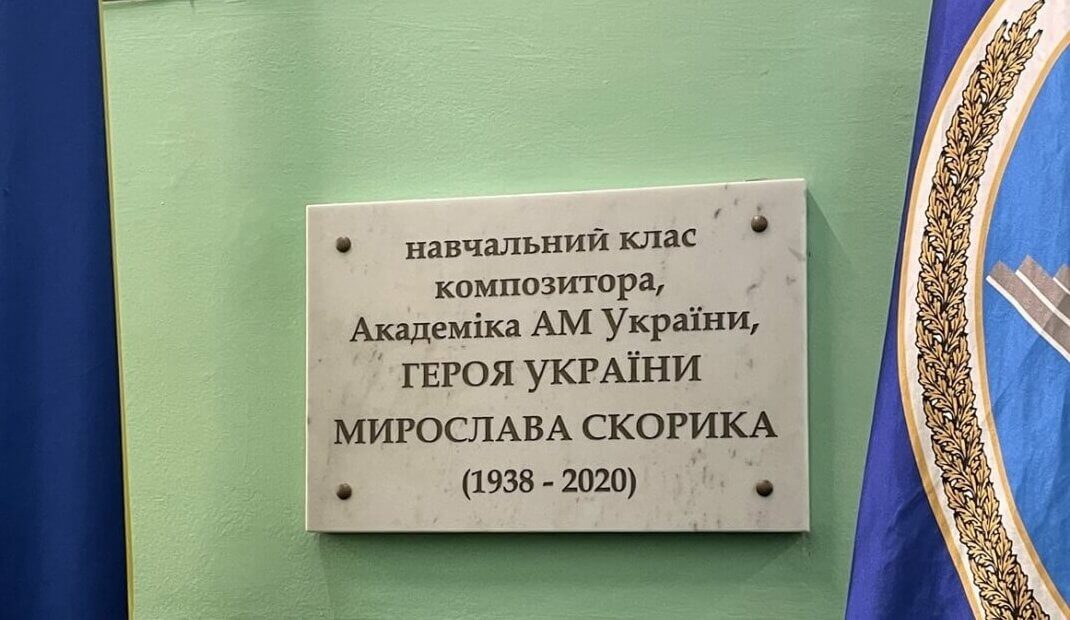 навчальний клас
композитора,
Академіка АМ України,
ГЕРОЯ УКРАЇНИ
МИРОСЛАВА СКОРИКА
(1938 - 2020)